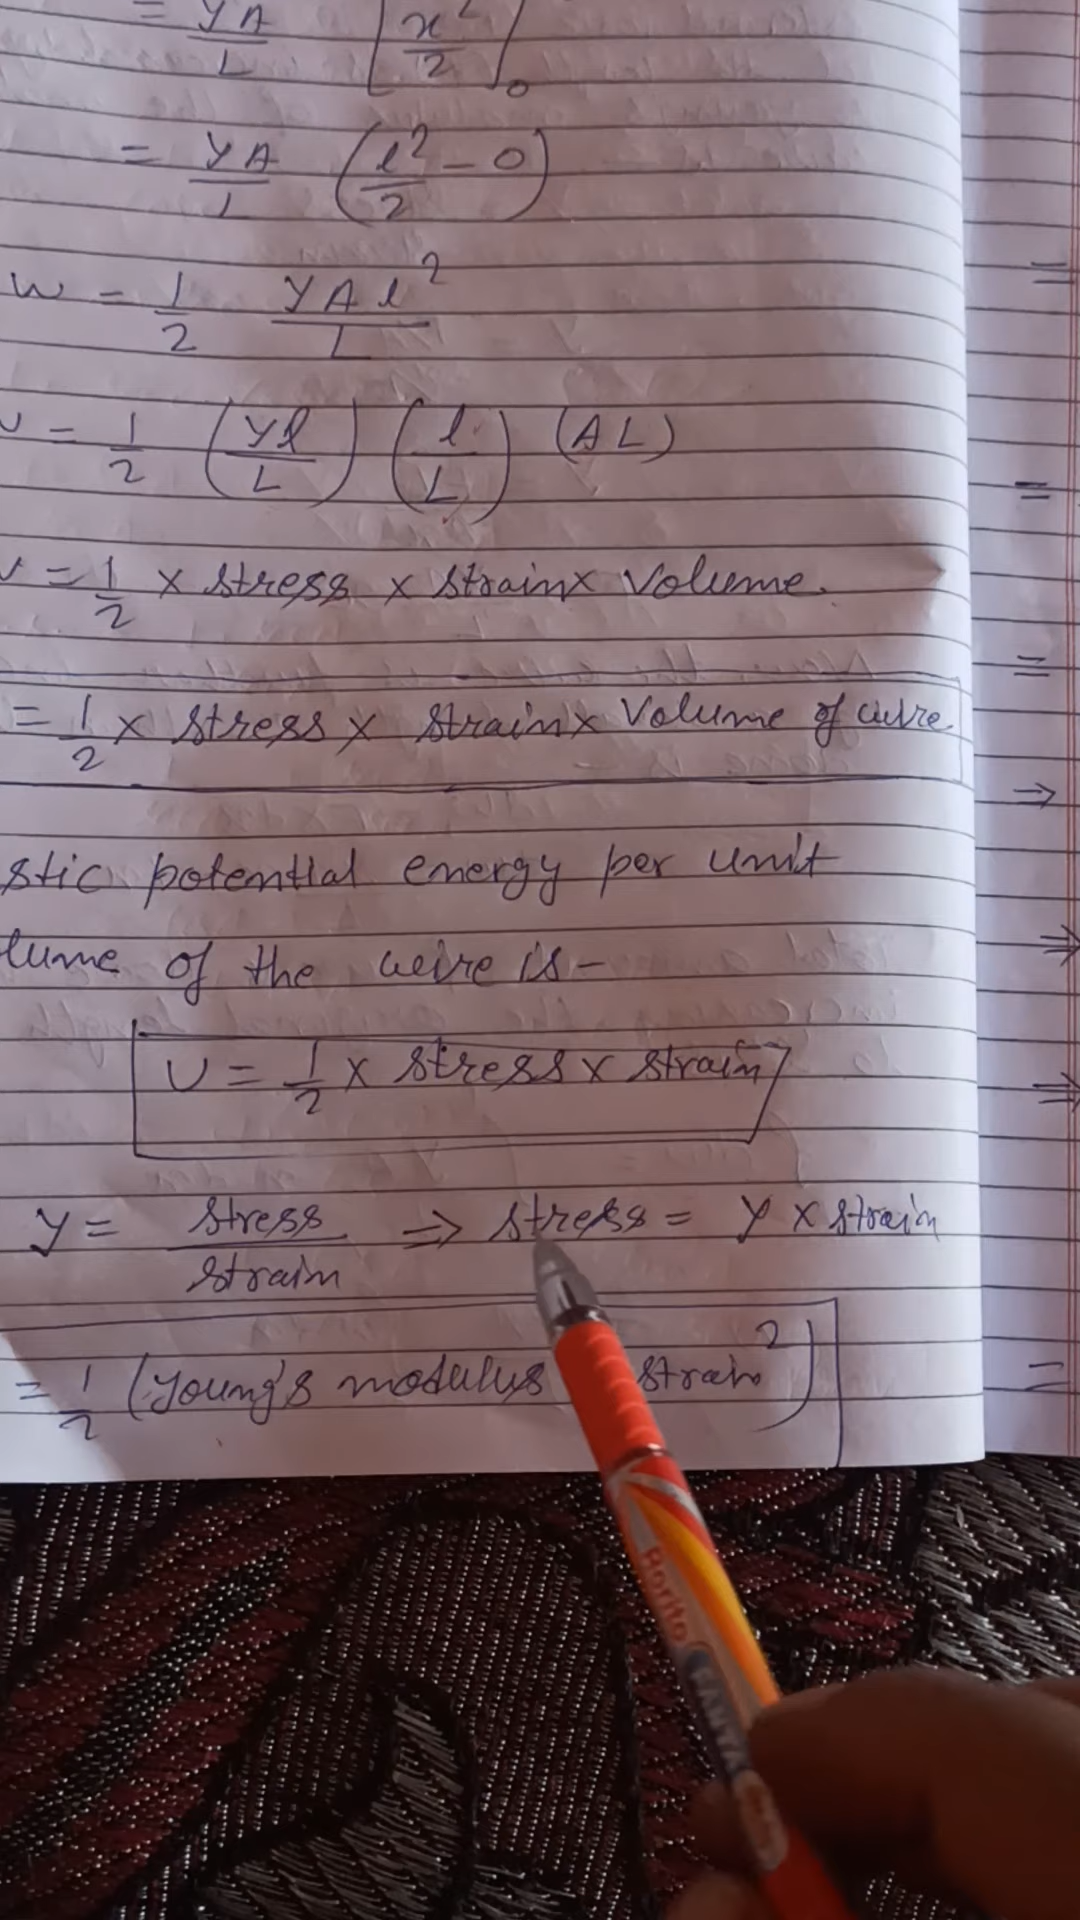 = YA/L [x²/2]₀
= YA/L (l²/2 - 0)
W = 1/2 YAl²/L
= 1/2 (Yl/L) (l/L) (AL)
= 1/2 × stress × strain × Volume.
= 1/2 × stress × strain × Volume of wire
stic potential energy per unit
lume of the wire is -
U = 1/2 × stress × strain
Y = stress/strain ⇒ stress = Y × strain
= 1/2 (Young's modulus strain²)
Rorito